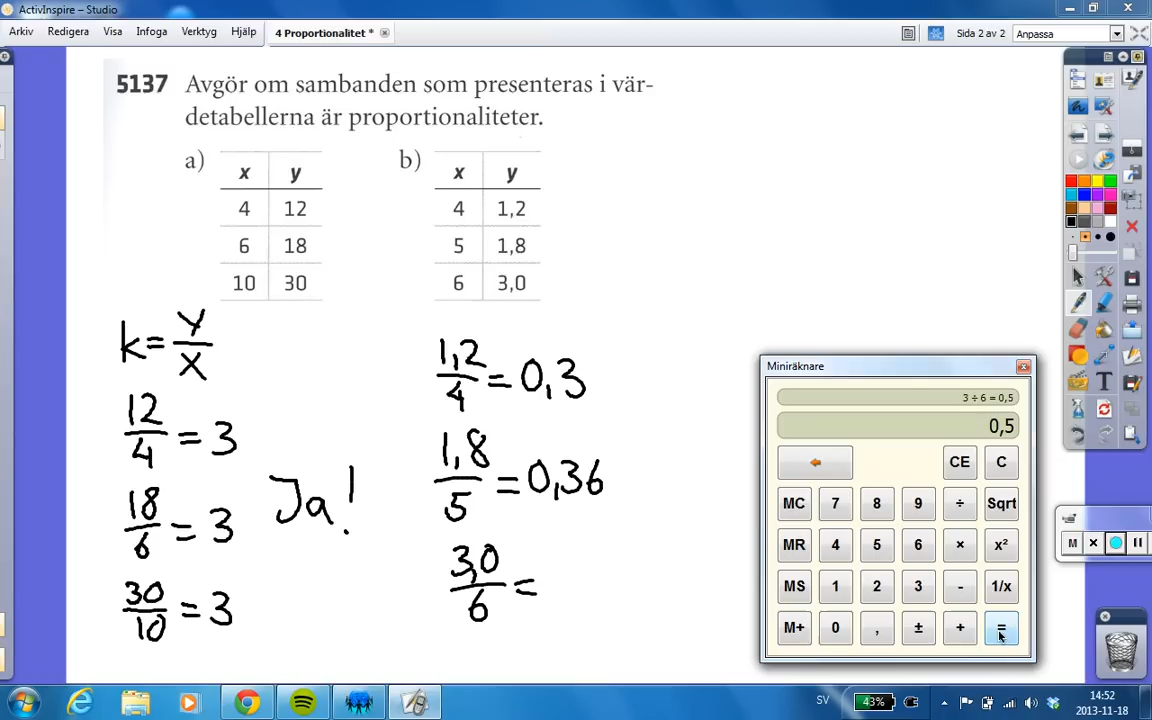 ActivInspire – Studio
Arkiv Redigera Visa Infoga Verktyg Hjälp 4 Proportionalitet * Sida 2 av 2 Anpassa
5137 Avgör om sambanden som presenteras i vär-
detabellerna är proportionaliteter.
a) b)
x y x y
4 12 4 1,2
6 18 5 1,8
10 30 6 3,0
k = Y/X
12/4 = 3
18/6 = 3
30/10 = 3
Ja!
1,2/4 = 0,3
1,8/5 = 0,36
3,0/6 =
Miniräknare
3 ÷ 6 = 0,5
0,5
CE C
MC 7 8 9 ÷ Sqrt
MR 4 5 6 × x²
MS 1 2 3 - 1/x
M+ 0 , ± + =
T
M
SV 43% 14:52
2013-11-18